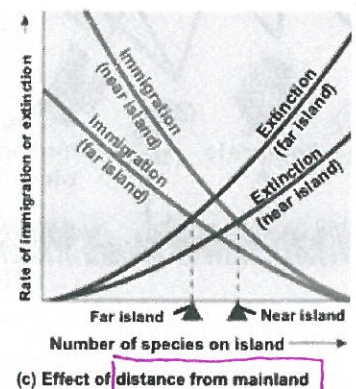 Rate of immigration or extinction
Immigration
(near island)
Immigration
(far island)
Extinction
(far island)
Extinction
(near island)
Far island
Near island
Number of species on island
(c) Effect of distance from mainland